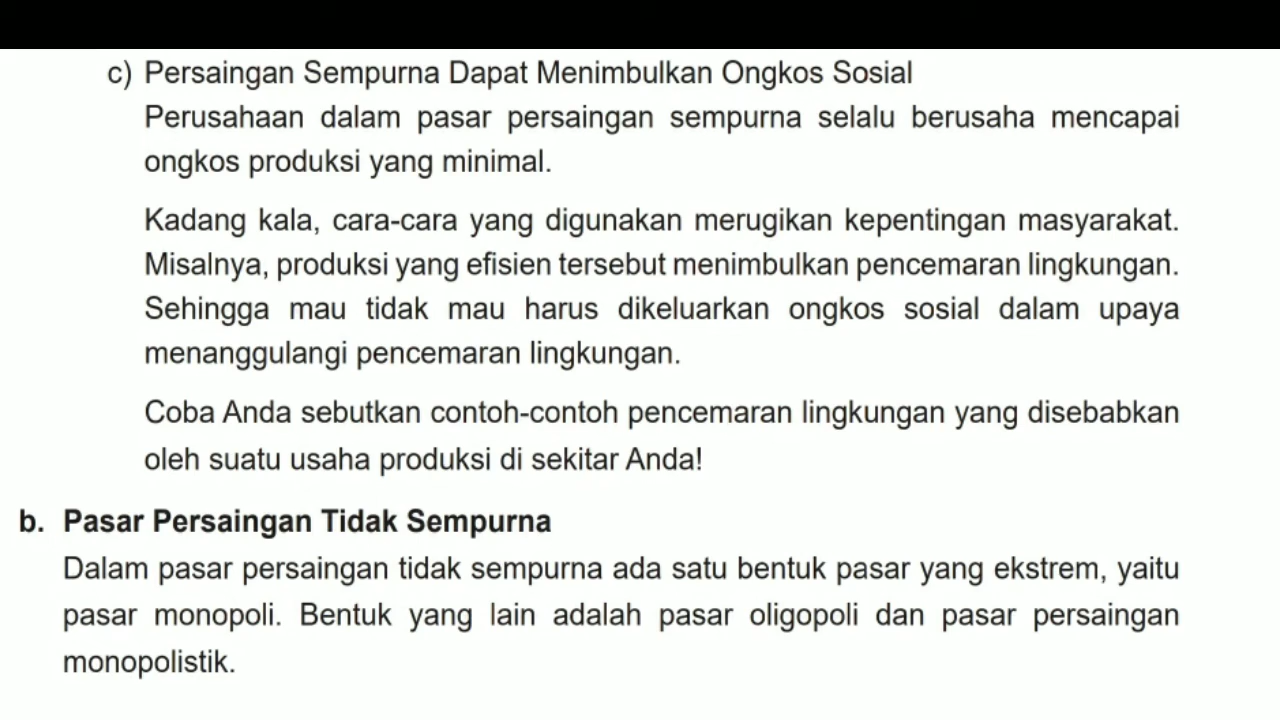 c) Persaingan Sempurna Dapat Menimbulkan Ongkos Sosial
Perusahaan dalam pasar persaingan sempurna selalu berusaha mencapai
ongkos produksi yang minimal.
Kadang kala, cara-cara yang digunakan merugikan kepentingan masyarakat.
Misalnya, produksi yang efisien tersebut menimbulkan pencemaran lingkungan.
Sehingga mau tidak mau harus dikeluarkan ongkos sosial dalam upaya
menanggulangi pencemaran lingkungan.
Coba Anda sebutkan contoh-contoh pencemaran lingkungan yang disebabkan
oleh suatu usaha produksi di sekitar Anda!
b. Pasar Persaingan Tidak Sempurna
Dalam pasar persaingan tidak sempurna ada satu bentuk pasar yang ekstrem, yaitu
pasar monopoli. Bentuk yang lain adalah pasar oligopoli dan pasar persaingan
monopolistik.